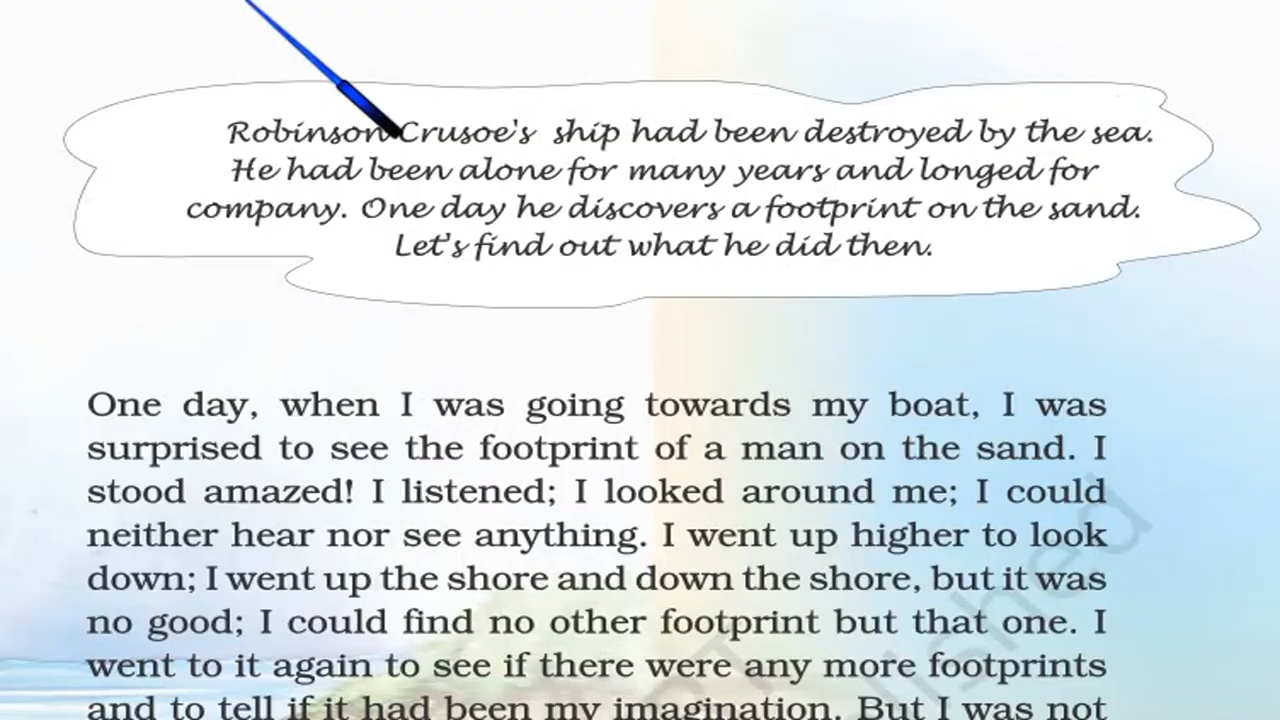 Robinson Crusoe's ship had been destroyed by the sea.
He had been alone for many years and longed for
company. One day he discovers a footprint on the sand.
Let's find out what he did then.
One day, when I was going towards my boat, I was
surprised to see the footprint of a man on the sand. I
stood amazed! I listened; I looked around me; I could
neither hear nor see anything. I went up higher to look
down; I went up the shore and down the shore, but it was
no good; I could find no other footprint but that one. I
went to it again to see if there were any more footprints
and to tell if it had been my imagination. But I was not